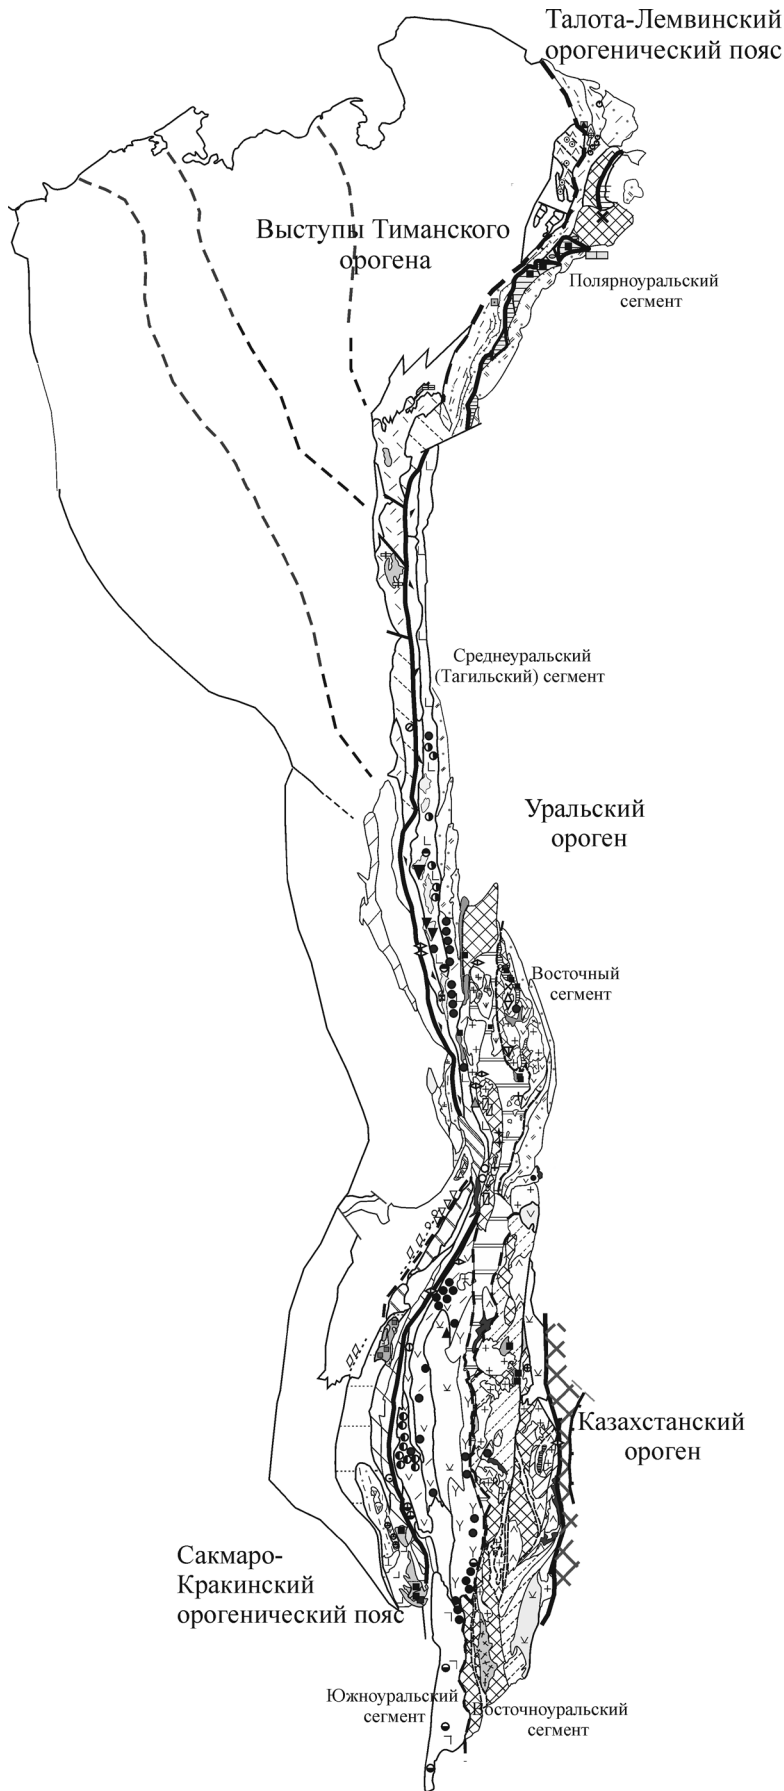 Талота-Лемвинский
орогенический пояс
Выступы Тиманского
орогена
Полярноуральский
сегмент
Среднеуральский
(Тагильский) сегмент
Уральский
ороген
Восточный
сегмент
Казахстанский
ороген
Сакмаро-
Кракинский
орогенический пояс
Южноуральский
сегмент
Восточноуральский
сегмент